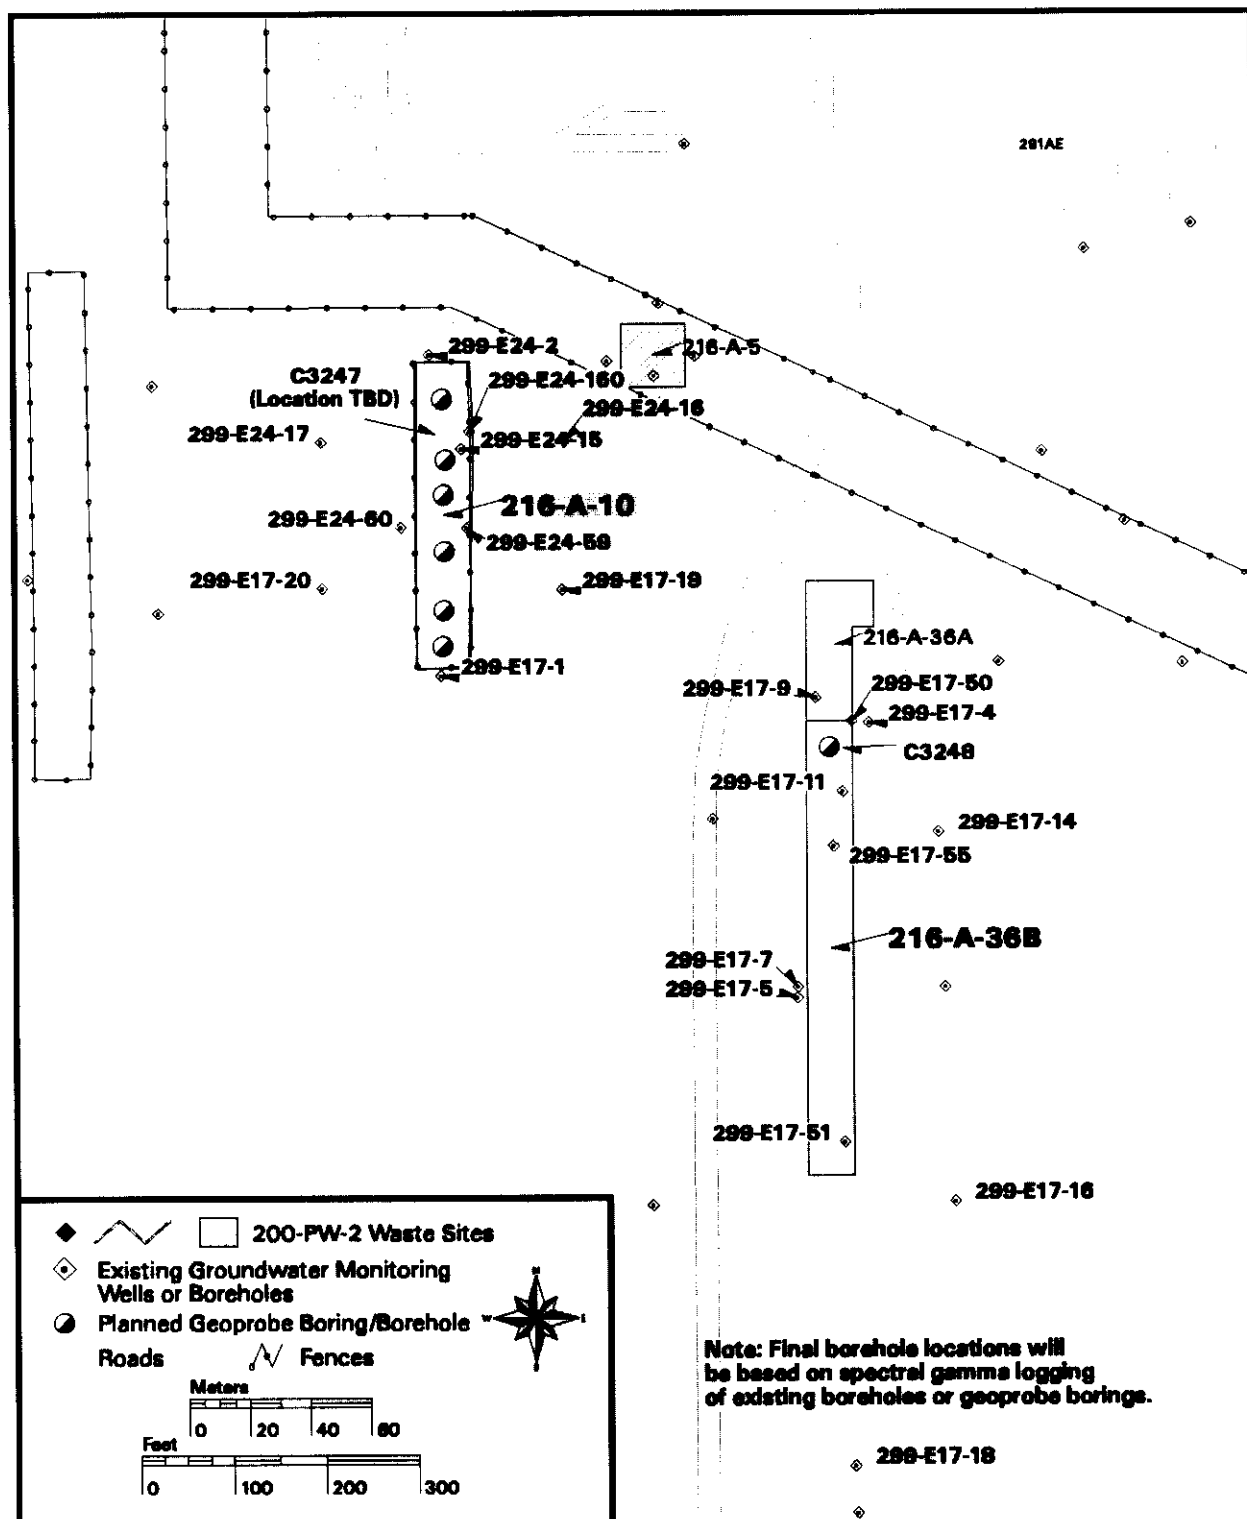 291AE
299-E24-2
216-A-5
C3247
(Location TBD)
299-E24-160
299-E24-16
299-E24-17
299-E24-15
216-A-10
299-E24-60
299-E24-59
299-E17-20
299-E17-19
216-A-36A
299-E17-1
299-E17-9
299-E17-50
299-E17-4
C3248
299-E17-11
299-E17-14
299-E17-55
216-A-36B
299-E17-7
299-E17-5
299-E17-51
299-E17-16
200-PW-2 Waste Sites
Existing Groundwater Monitoring
Wells or Boreholes
Planned Geoprobe Boring/Borehole
Roads Fences
N
W E
S
Meters
0 20 40 60
Feet
0 100 200 300
Note: Final borehole locations will
be based on spectral gamma logging
of existing boreholes or geoprobe borings.
299-E17-18